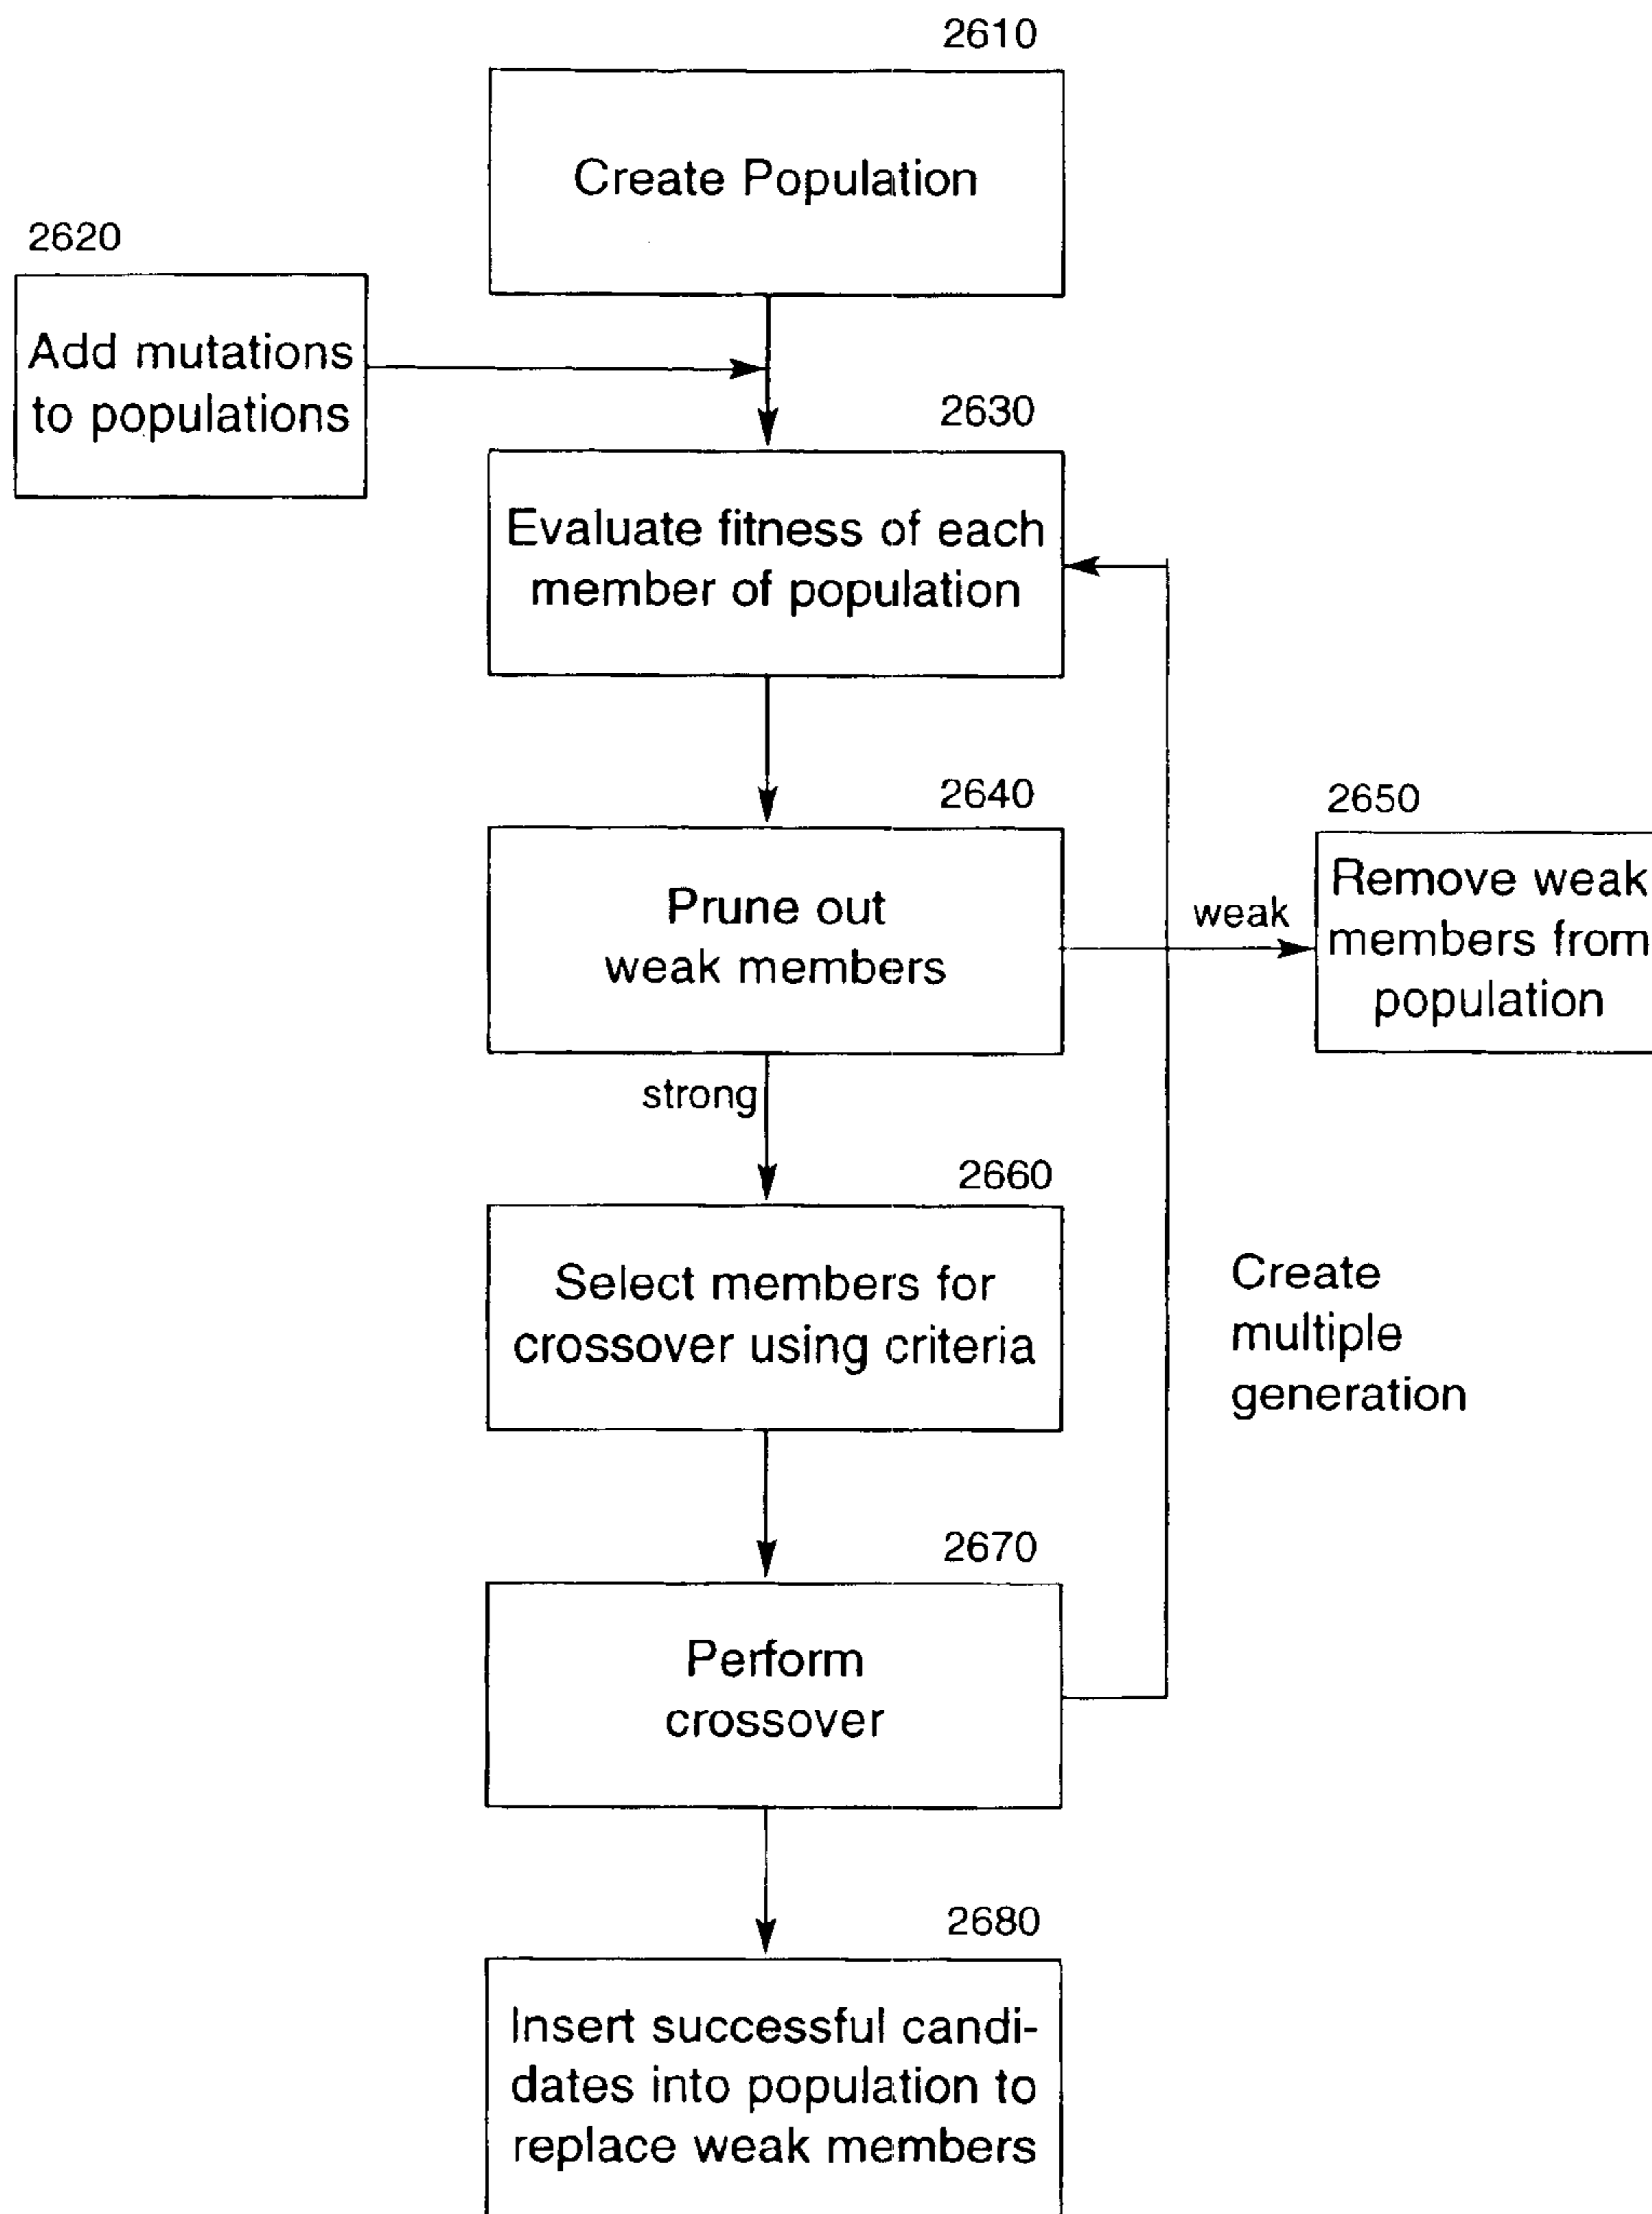 2610
Create Population
2620
Add mutations
to populations
2630
Evaluate fitness of each
member of population
2640
Prune out
weak members
weak
2650
Remove weak
members from
population
strong
2660
Select members for
crossover using criteria
Create
multiple
generation
2670
Perform
crossover
2680
Insert successful candi-
dates into population to
replace weak members